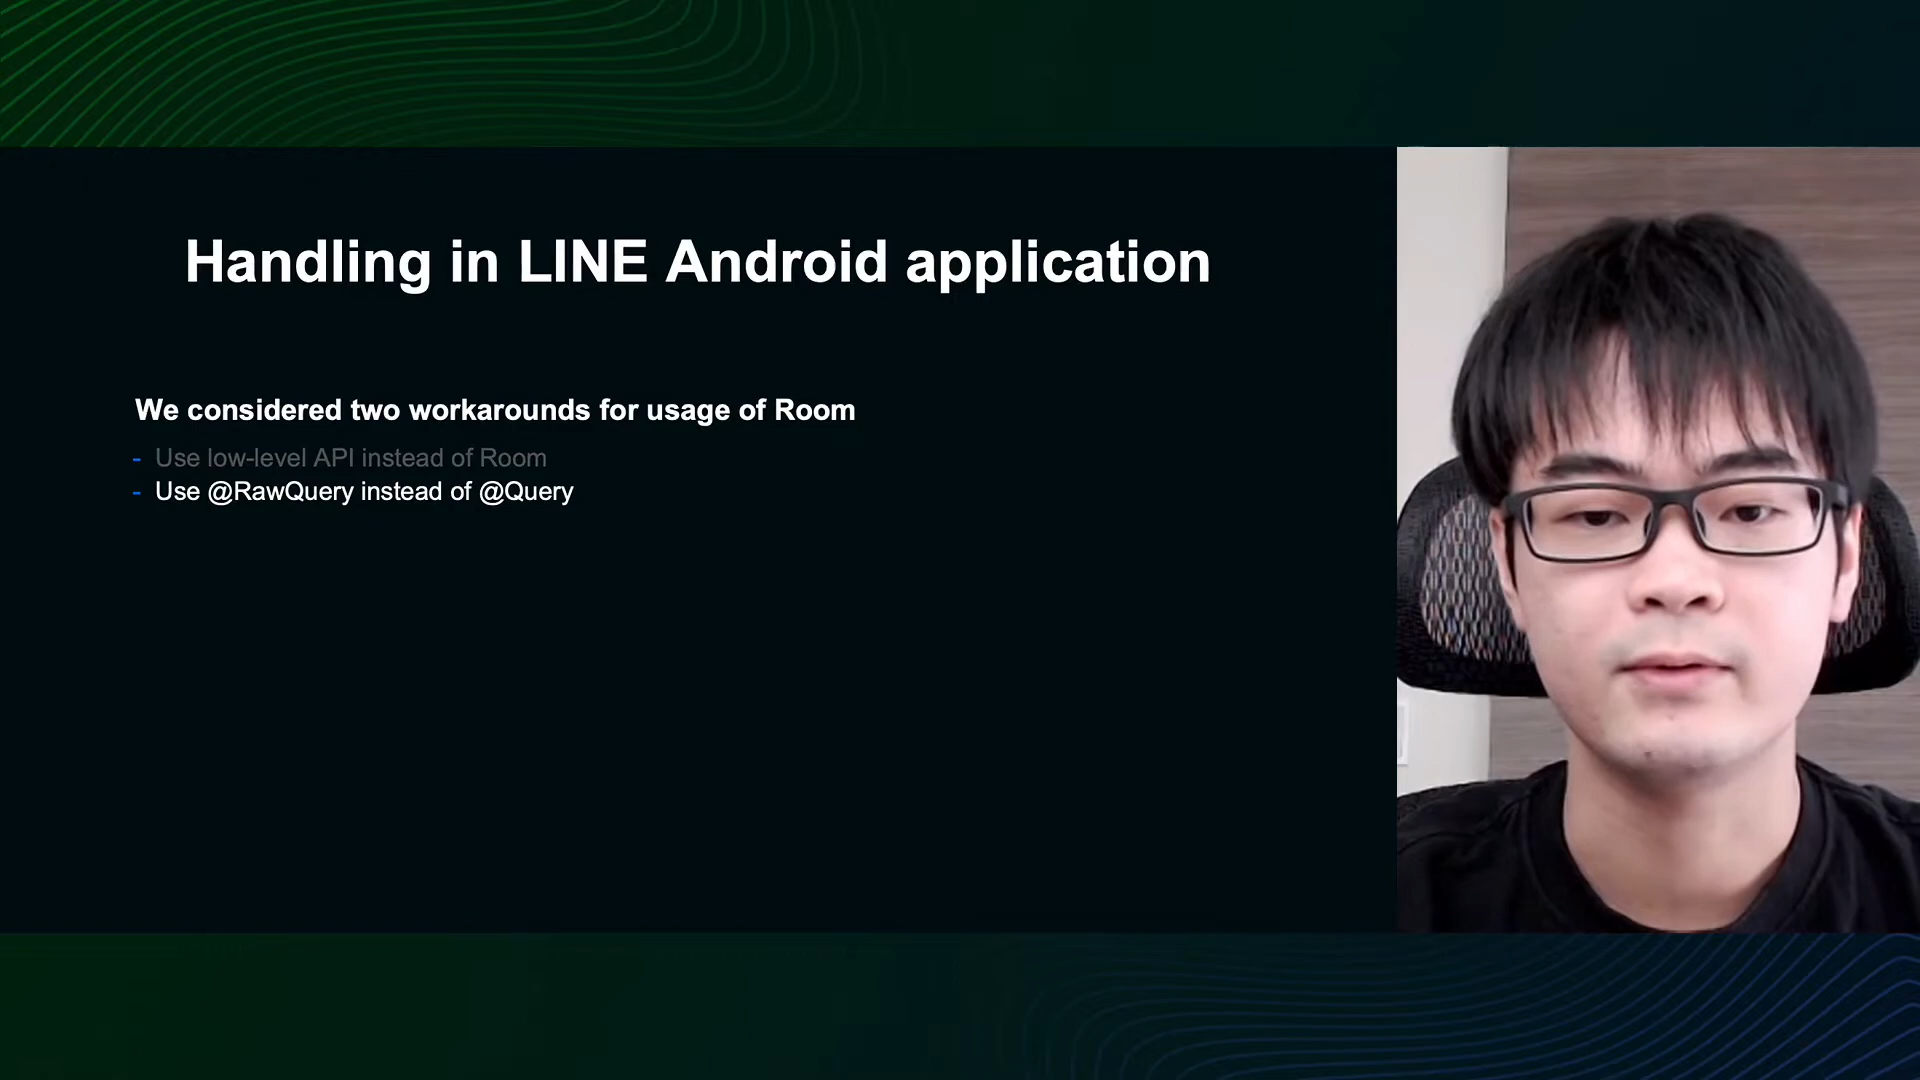 Handling in LINE Android application
We considered two workarounds for usage of Room
- Use low-level API instead of Room
- Use @RawQuery instead of @Query